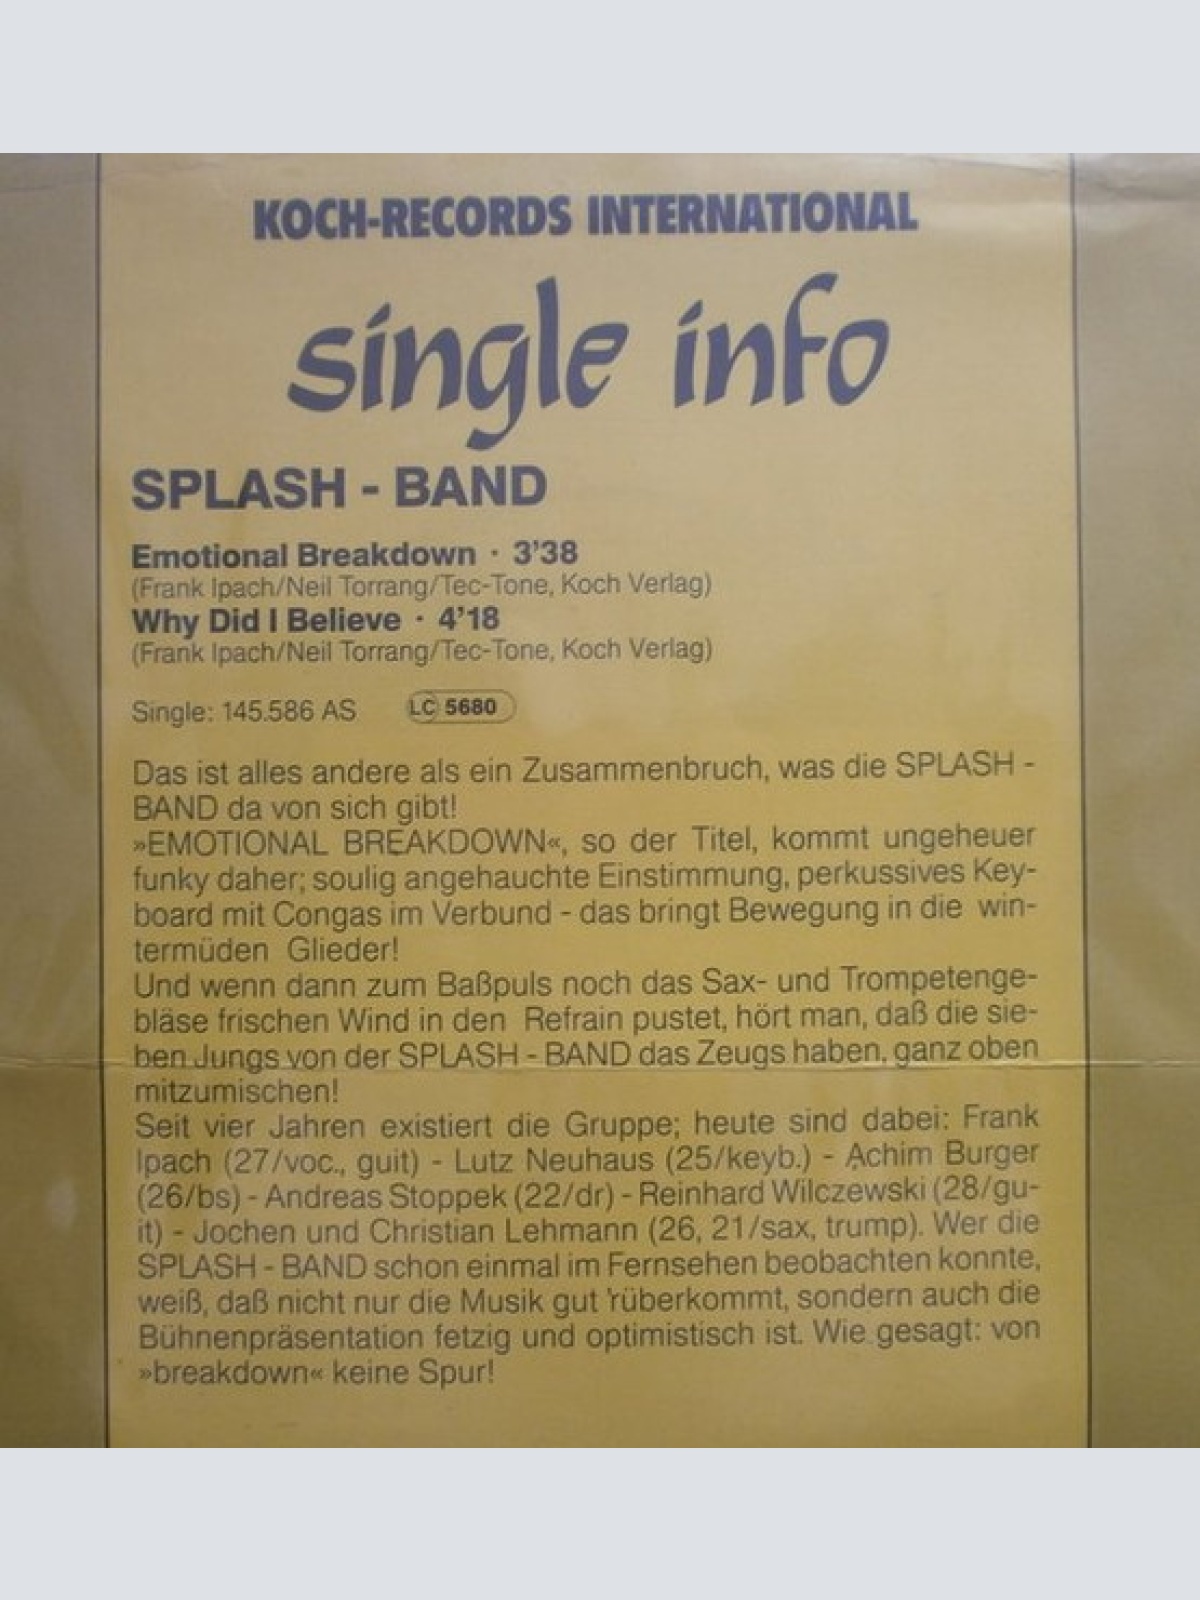 KOCH-RECORDS INTERNATIONAL
single info
SPLASH - BAND
Emotional Breakdown · 3'38
(Frank Ipach/Neil Torrang/Tec-Tone, Koch Verlag)
Why Did I Believe · 4'18
(Frank Ipach/Neil Torrang/Tec-Tone, Koch Verlag)
Single: 145.586 AS LC 5680
Das ist alles andere als ein Zusammenbruch, was die SPLASH -
BAND da von sich gibt!
»EMOTIONAL BREAKDOWN«, so der Titel, kommt ungeheuer
funky daher; soulig angehauchte Einstimmung, perkussives Key-
board mit Congas im Verbund - das bringt Bewegung in die win-
termüden Glieder!
Und wenn dann zum Baßpuls noch das Sax- und Trompetenge-
bläse frischen Wind in den Refrain pustet, hört man, daß die sie-
ben Jungs von der SPLASH - BAND das Zeugs haben, ganz oben
mitzumischen!
Seit vier Jahren existiert die Gruppe; heute sind dabei: Frank
Ipach (27/voc., guit) - Lutz Neuhaus (25/keyb.) - Achim Burger
(26/bs) - Andreas Stoppek (22/dr) - Reinhard Wilczewski (28/gu-
it) - Jochen und Christian Lehmann (26, 21/sax, trump). Wer die
SPLASH - BAND schon einmal im Fernsehen beobachten konnte,
weiß, daß nicht nur die Musik gut 'rüberkommt, sondern auch die
Bühnenpräsentation fetzig und optimistisch ist. Wie gesagt: von
»breakdown« keine Spur!